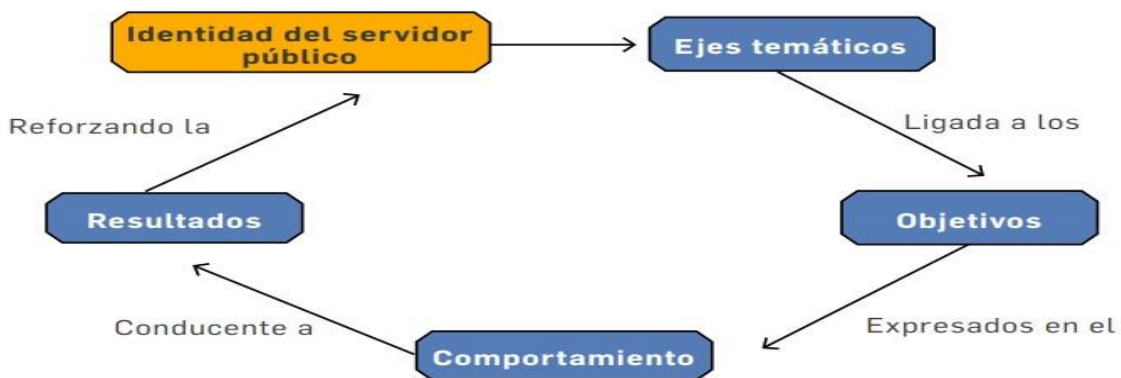 Identidad del servidor
público
Ejes temáticos
Reforzando la
Ligada a los
Resultados
Objetivos
Conducente a
Expresados en el
Comportamiento